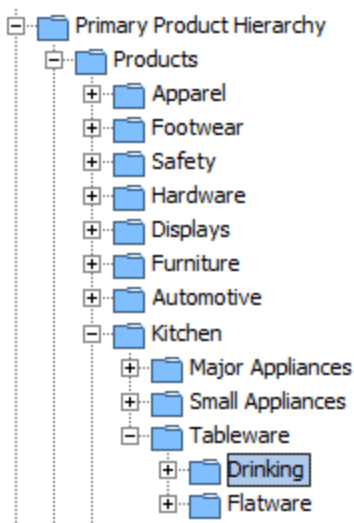 Primary Product Hierarchy
Products
Apparel
Footwear
Safety
Hardware
Displays
Furniture
Automotive
Kitchen
Major Appliances
Small Appliances
Tableware
Drinking
Flatware